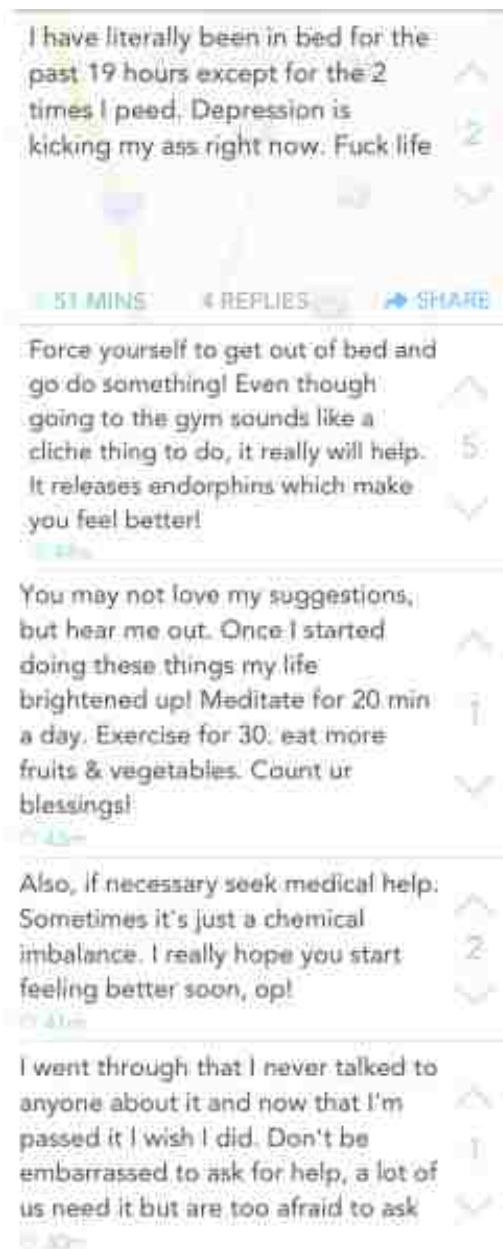 I have literally been in bed for the
past 19 hours except for the 2
times I peed. Depression is
kicking my ass right now. Fuck life
2
51 MINS 4 REPLIES SHARE
Force yourself to get out of bed and
go do something! Even though
going to the gym sounds like a
cliche thing to do, it really will help.
It releases endorphins which make
you feel better!
5
You may not love my suggestions,
but hear me out. Once I started
doing these things my life
brightened up! Meditate for 20 min
a day. Exercise for 30. eat more
fruits & vegetables. Count ur
blessings!
1
Also, if necessary seek medical help.
Sometimes it's just a chemical
imbalance. I really hope you start
feeling better soon, op!
2
41m
I went through that I never talked to
anyone about it and now that I'm
passed it I wish I did. Don't be
embarrassed to ask for help, a lot of
us need it but are too afraid to ask
1